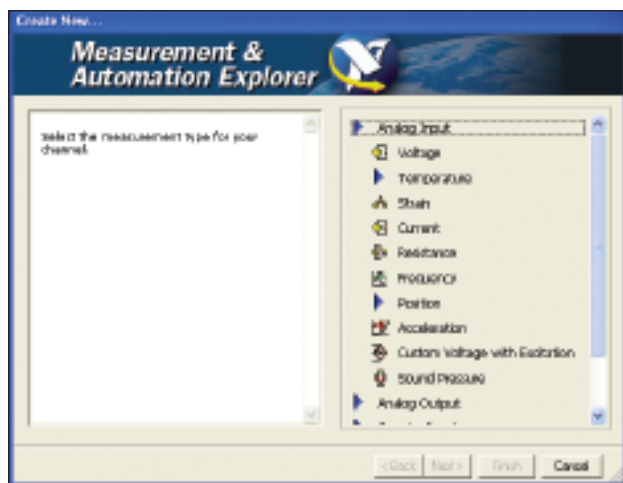 Create New...
Measurement &
Automation Explorer
Select the measurement type for your
channel.
Analog Input
Voltage
Temperature
Strain
Current
Resistance
Frequency
Position
Acceleration
Custom Voltage with Excitation
Sound Pressure
Analog Output
< Back
Next >
Finish
Cancel